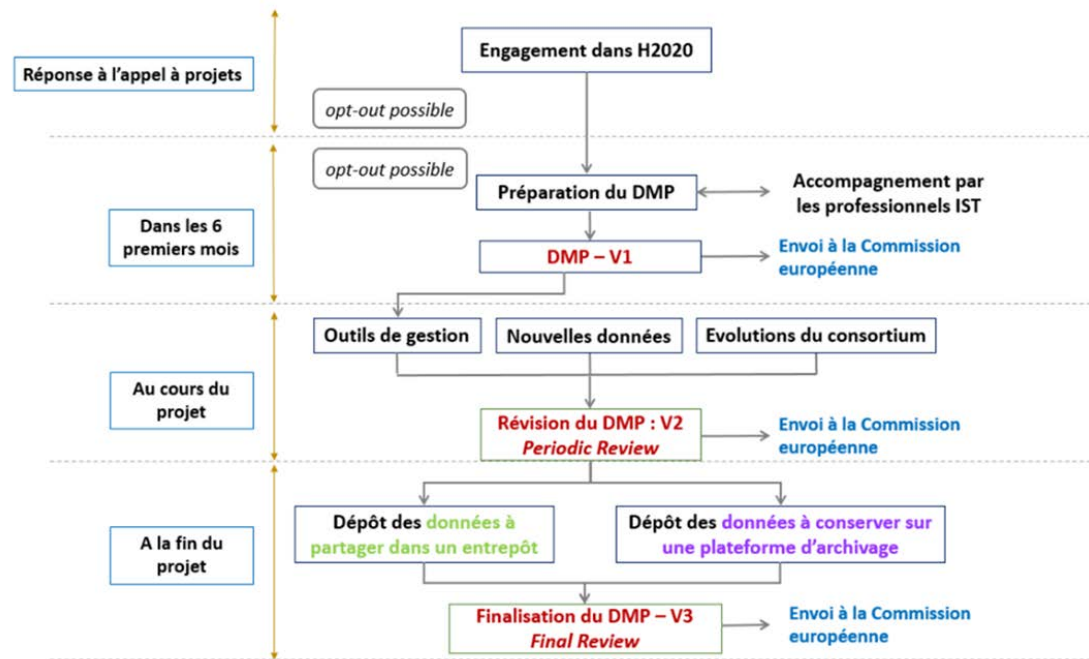 Engagement dans H2020
Réponse à l’appel à projets
opt-out possible
opt-out possible
Préparation du DMP
Accompagnement par
les professionnels IST
Dans les 6
premiers mois
DMP – V1
Envoi à la Commission
européenne
Outils de gestion
Nouvelles données
Evolutions du consortium
Au cours du
projet
Révision du DMP : V2
Periodic Review
Envoi à la Commission
européenne
A la fin du
projet
Dépôt des données à
partager dans un entrepôt
Dépôt des données à conserver sur
une plateforme d’archivage
Finalisation du DMP – V3
Final Review
Envoi à la Commission
européenne